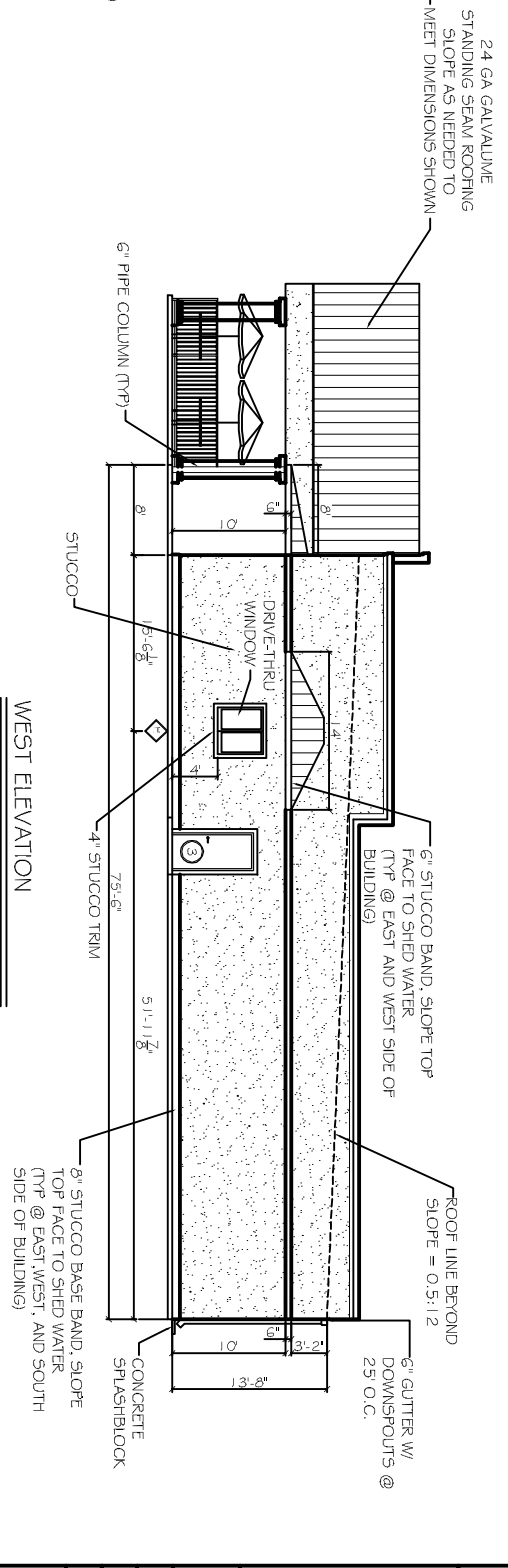 24 GA GALVALUME
STANDING SEAM ROOFING
SLOPE AS NEEDED TO
MEET DIMENSIONS SHOWN
6" PIPE COLUMN (TYP)
8'
10'
6"
8'
STUCCO
15'-6 1/8"
DRIVE-THRU
WINDOW
4'
14'
3
4" STUCCO TRIM
6" STUCCO BAND, SLOPE TOP
FACE TO SHED WATER
(TYP @ EAST AND WEST SIDE OF
BUILDING)
75'-6"
51'-11 7/8"
ROOF LINE BEYOND
SLOPE = 0.5:12
8" STUCCO BASE BAND, SLOPE
TOP FACE TO SHED WATER
(TYP @ EAST, WEST, AND SOUTH
SIDE OF BUILDING)
10'
6"
3'-2"
13'-8"
CONCRETE
SPLASHBLOCK
6" GUTTER W/
DOWNSPOUTS @
25' O.C.
WEST ELEVATION